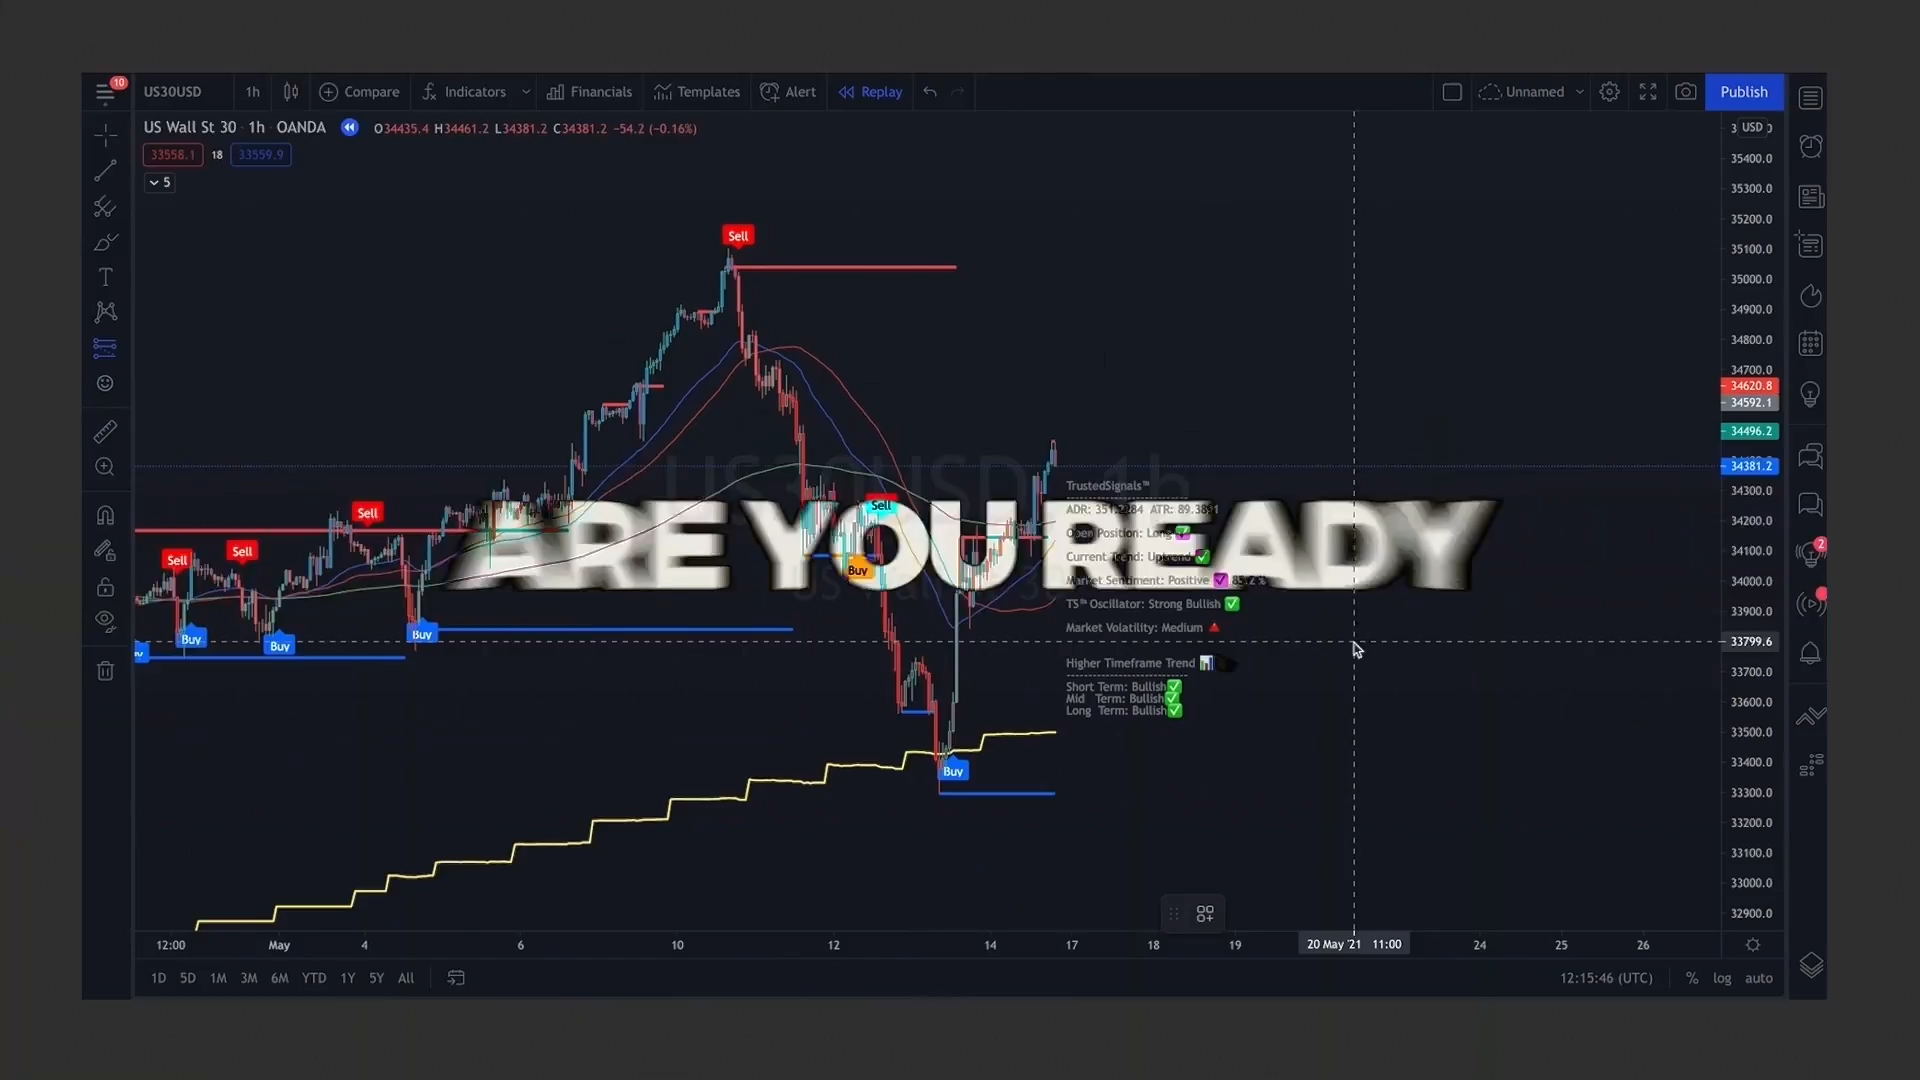 10
US30USD 1h Compare Indicators Financials Templates Alert Replay Unnamed Publish
US Wall St 30 · 1h · OANDA O34435.4 H34461.2 L34381.2 C34381.2 −54.2 (−0.16%)
33558.1 18 33559.9
5
USD
35400.0
35300.0
35200.0
35100.0
35000.0
34900.0
34800.0
34700.0
34620.8
34592.1
34496.2
34381.2
34300.0
34200.0
34100.0
34000.0
33900.0
33799.6
33700.0
33600.0
33500.0
33400.0
33300.0
33200.0
33100.0
33000.0
32900.0
Sell
Sell
Sell
Sell
Sell
Buy
Buy
Buy
Buy
Buy
ARE YOU READY
TrustedSignals™
Open Position: Long ✅
Current Trend: Uptrend ✅
Market Sentiment: Positive 85.2 %
TS™ Oscillator: Strong Bullish ✅
Market Volatility: Medium
Higher Timeframe Trend 📊
Short Term: Bullish✅
Mid Term: Bullish✅
Long Term: Bullish✅
2
12:00 May 4 6 10 12 14 17 18 19 20 May '21 11:00 24 25 26
1D 5D 1M 3M 6M YTD 1Y 5Y All 12:15:46 (UTC) % log auto